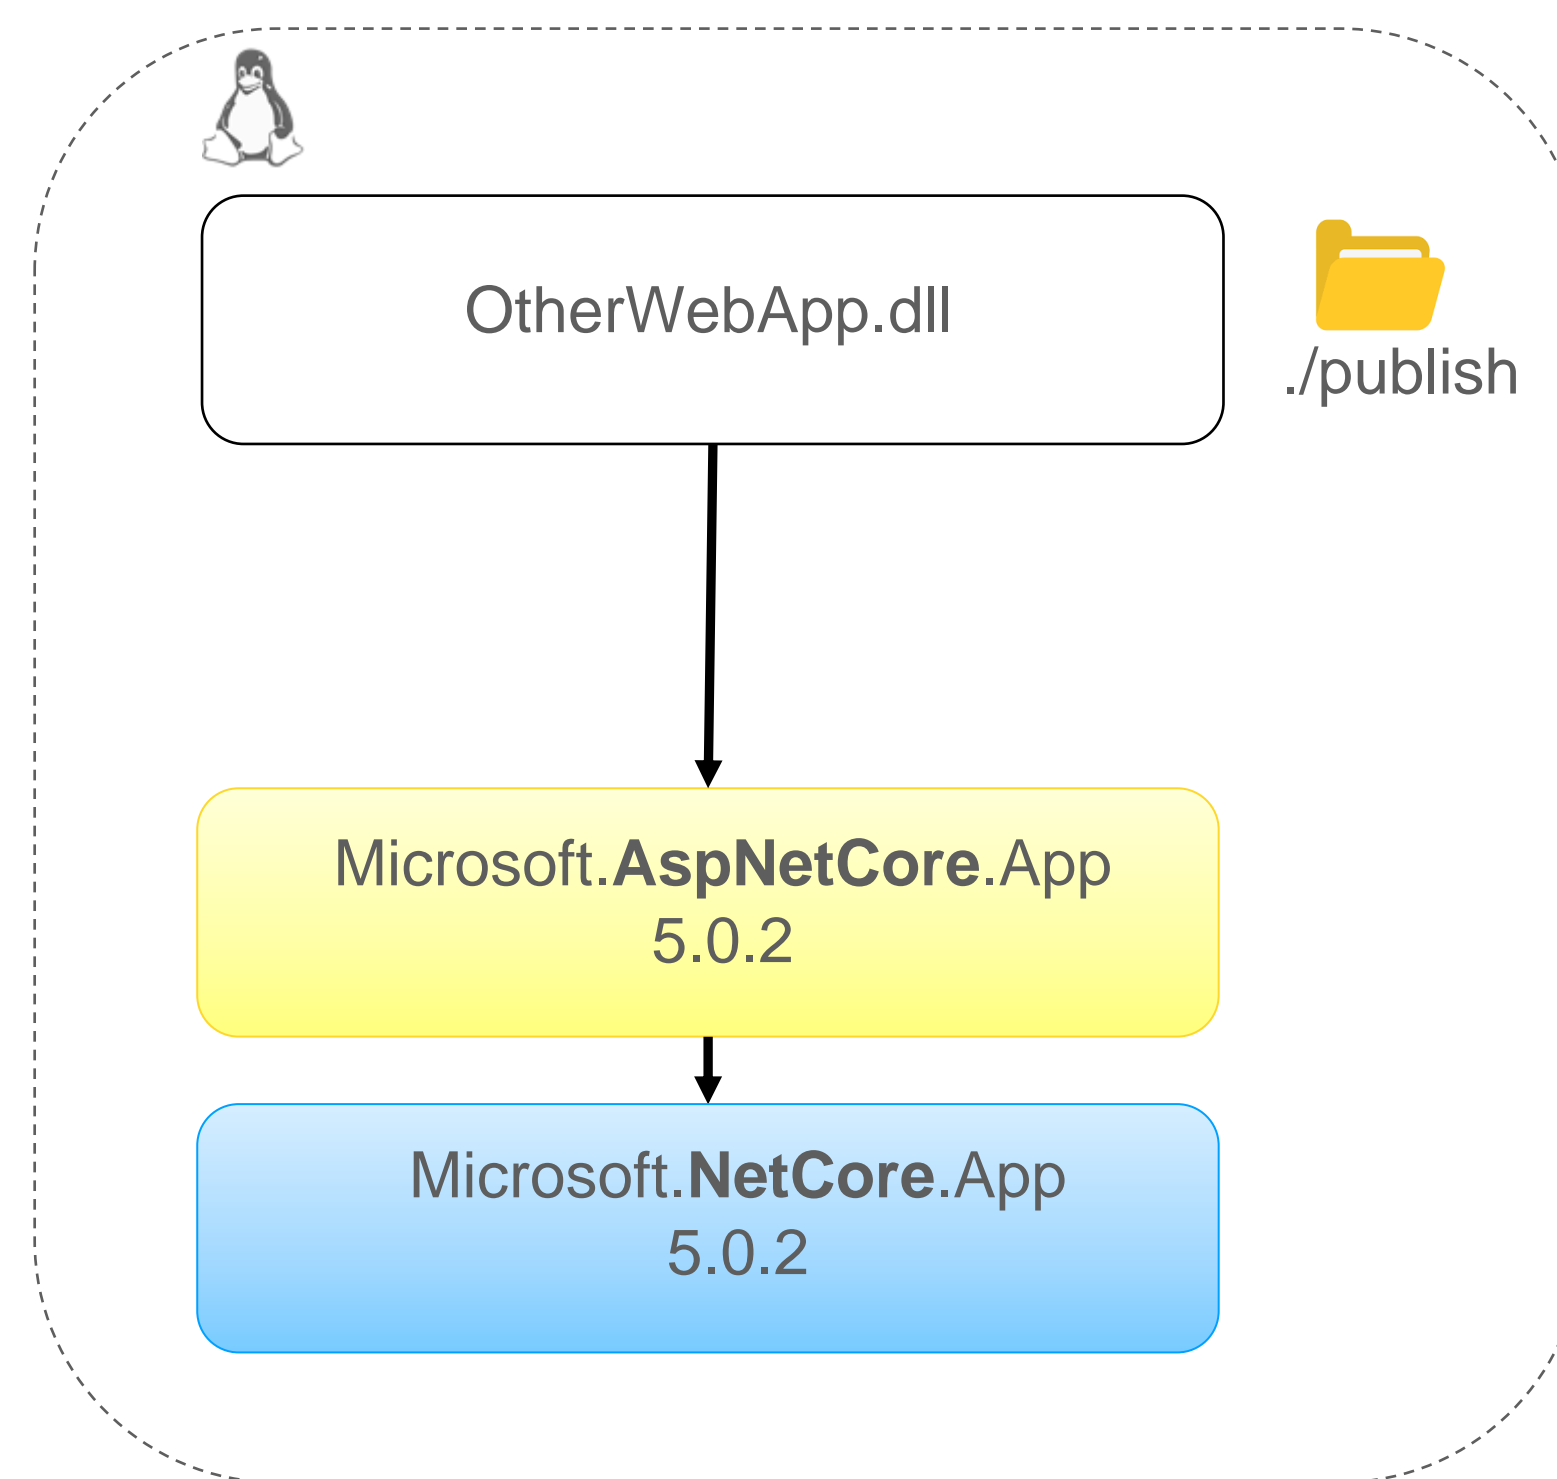 OtherWebApp.dll
./publish
Microsoft.AspNetCore.App
5.0.2
Microsoft.NetCore.App
5.0.2